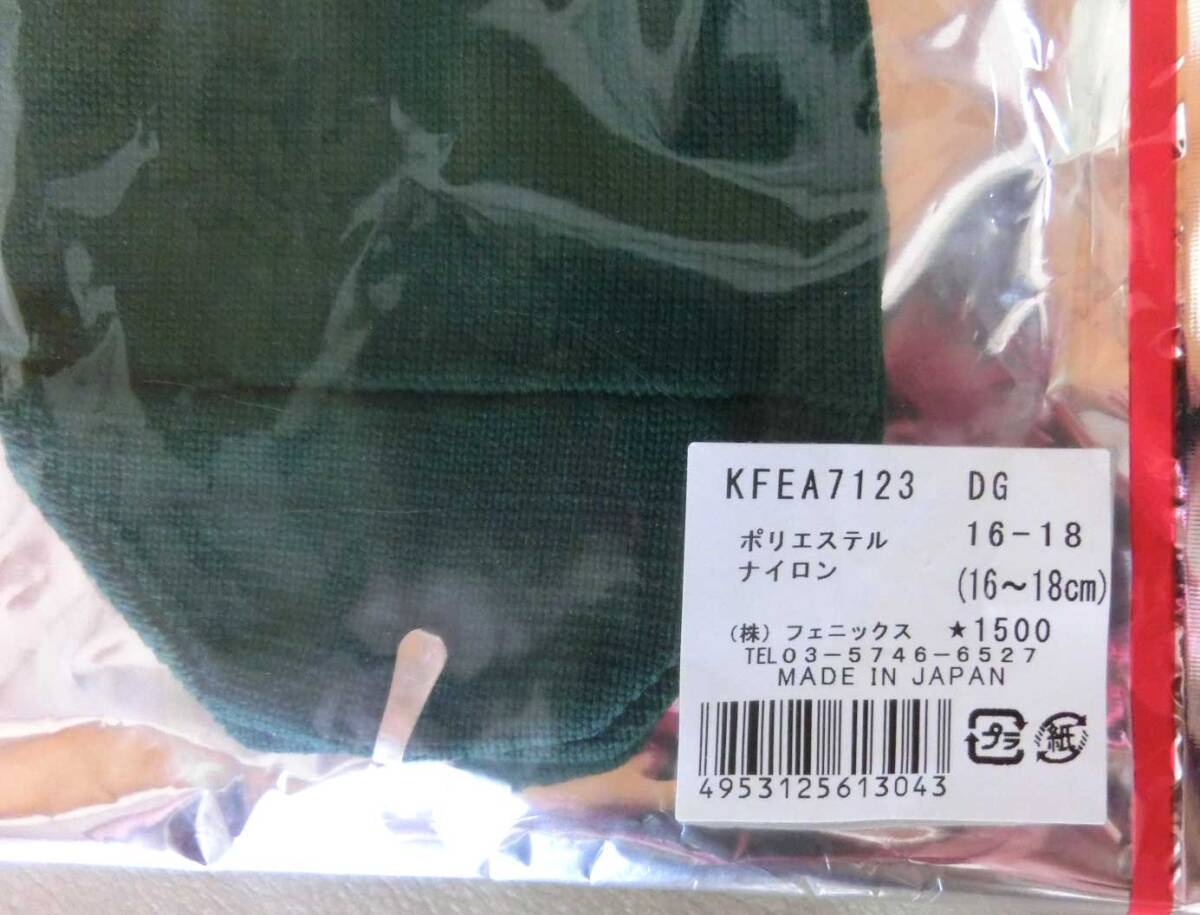 KFEA7123 DG
ポリエステル 16-18
ナイロン (16～18cm)
(株) フェニックス ★1500
TEL03-5746-6527
MADE IN JAPAN
プラ 紙
4953125613043